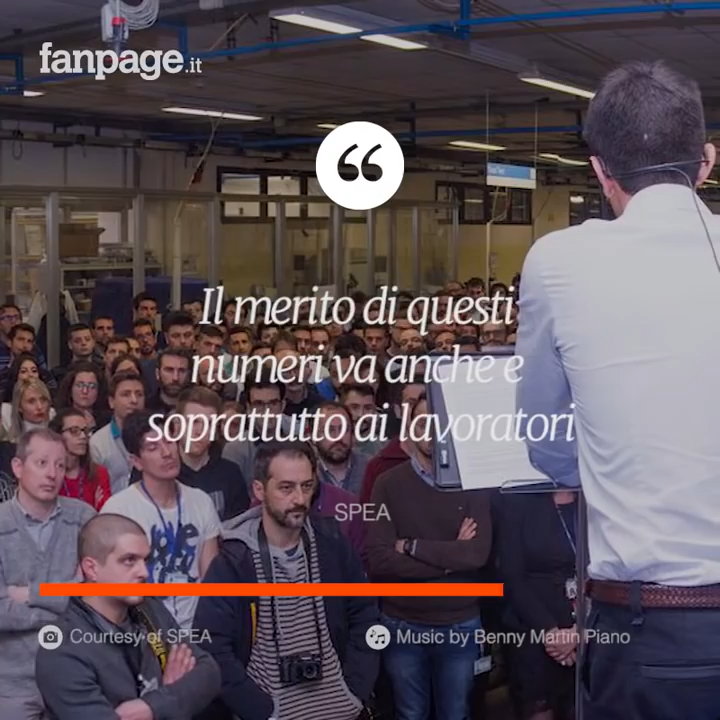 fanpage.it
“
Il merito di questi
numeri va anche e
soprattutto ai lavoratori
SPEA
Courtesy of SPEA
Music by Benny Martin Piano